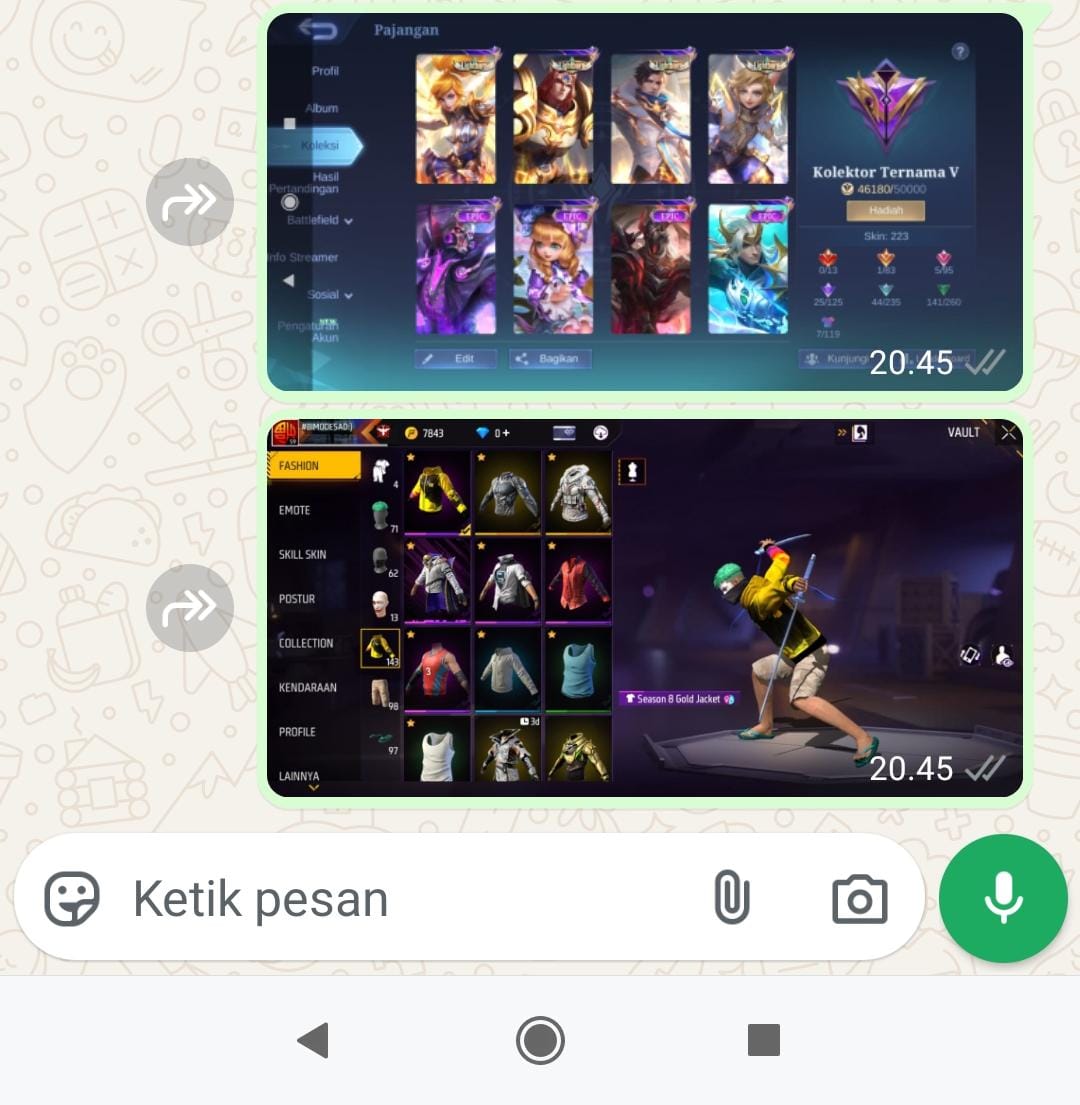 Pajangan
Profil
Album
Koleksi
Hasil
Pertandingan
Battlefield
Info Streamer
Sosial
Pengaturan
Akun
EPIC
EPIC
EPIC
EPIC
Edit
Bagikan
?
Kolektor Ternama V
46180/50000
Hadiah
Skin: 223
0/13
1/83
5/95
25/125
44/235
141/260
7/119
20.45
7843
0+
VAULT
FASHION
EMOTE
SKILL SKIN
POSTUR
COLLECTION
KENDARAAN
PROFILE
LAINNYA
4
71
62
13
143
98
97
3
3d
Season 8 Gold Jacket
20.45
Ketik pesan